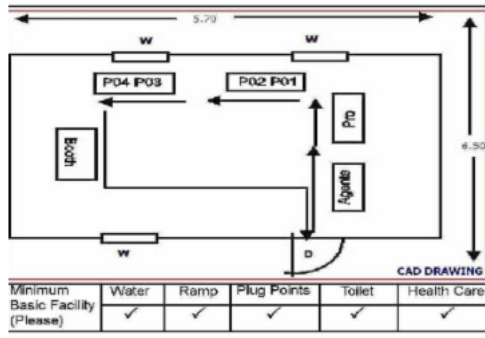 5.70
W
W
P04 P03
P02 P01
Pro
Booth
6.50
Agente
W
D
CAD DRAWING
Minimum Basic Facility (Please)
Water
Ramp
Plug Points
Toilet
Health Care
✓ ✓ ✓ ✓ ✓